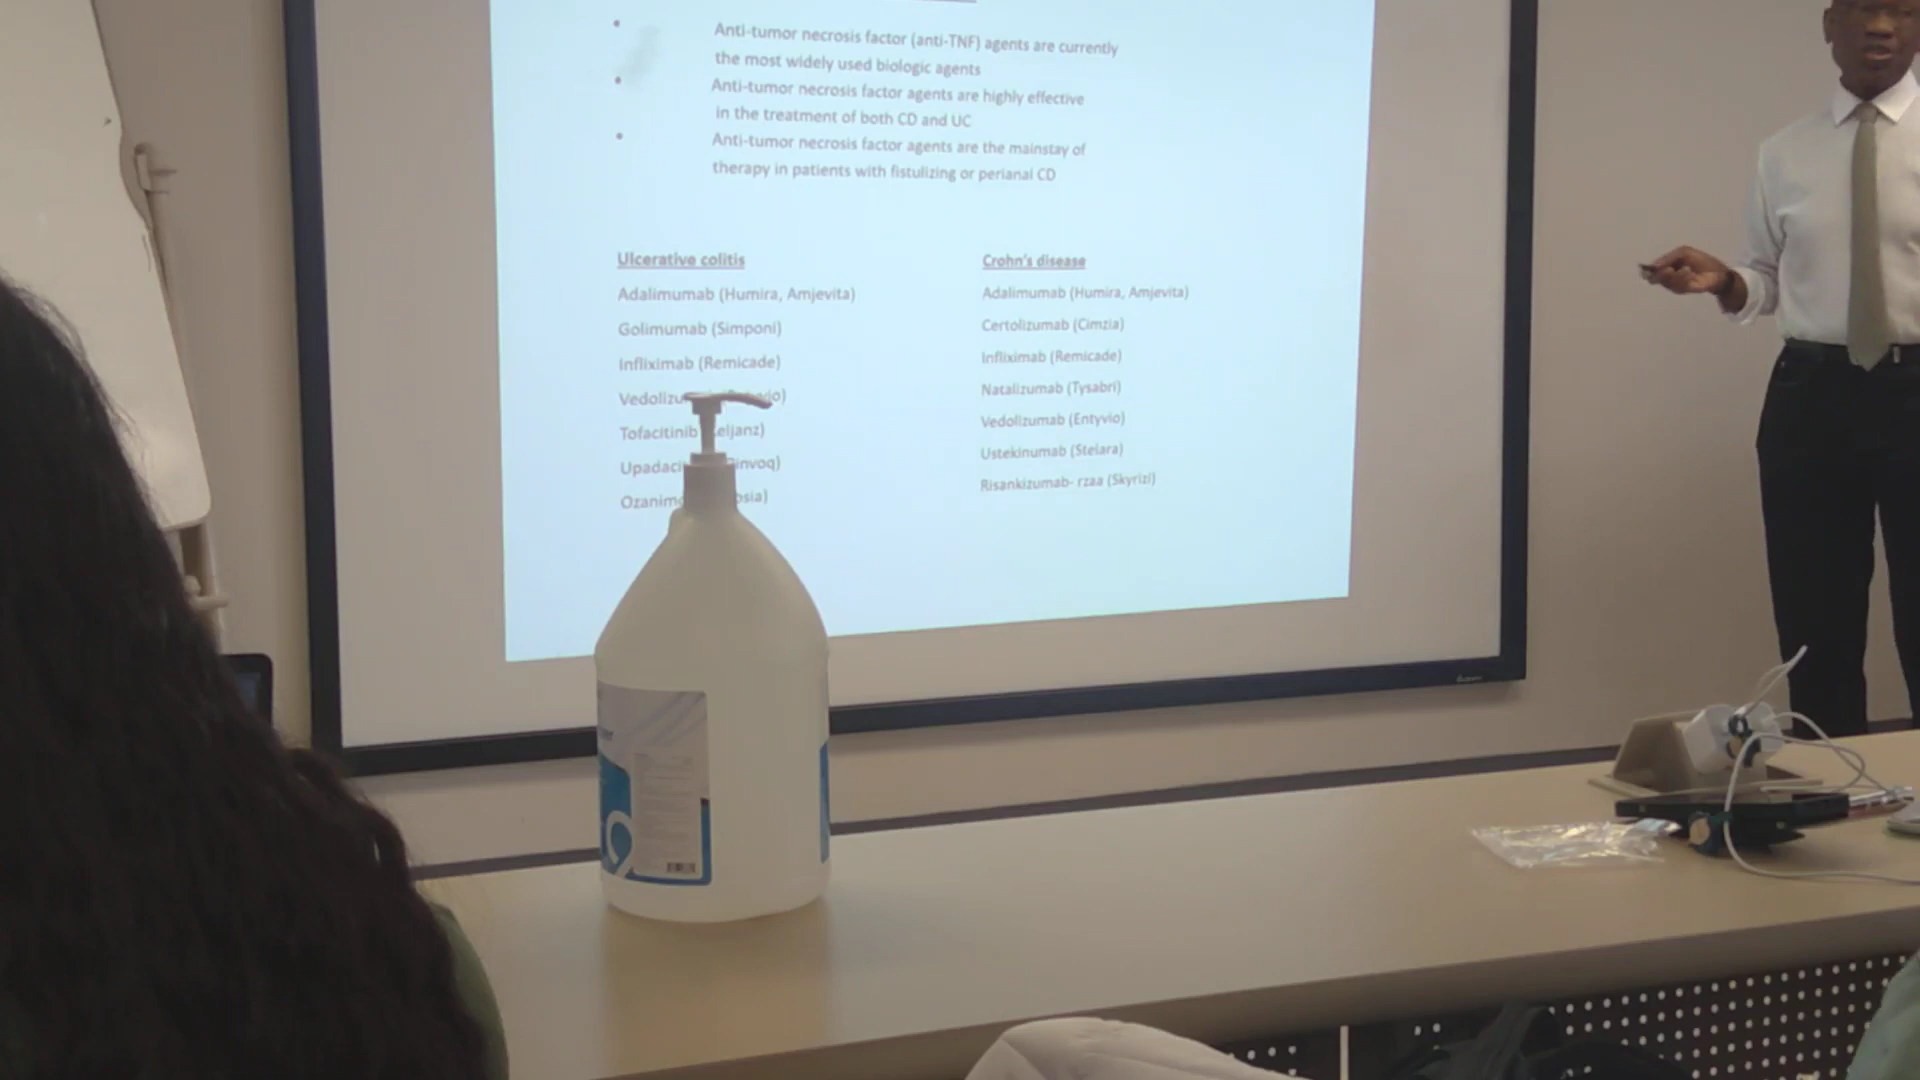 Anti-tumor necrosis factor (anti-TNF) agents are currently
the most widely used biologic agents
Anti-tumor necrosis factor agents are highly effective
in the treatment of both CD and UC
Anti-tumor necrosis factor agents are the mainstay of
therapy in patients with fistulizing or perianal CD
Ulcerative colitis
Adalimumab (Humira, Amjevita)
Golimumab (Simponi)
Infliximab (Remicade)
Tofacitinib
Crohn's disease
Adalimumab (Humira, Amjevita)
Certolizumab (Cimzia)
Infliximab (Remicade)
Natalizumab (Tysabri)
Vedolizumab (Entyvio)
Ustekinumab (Stelara)
Risankizumab- rzaa (Skyrizi)